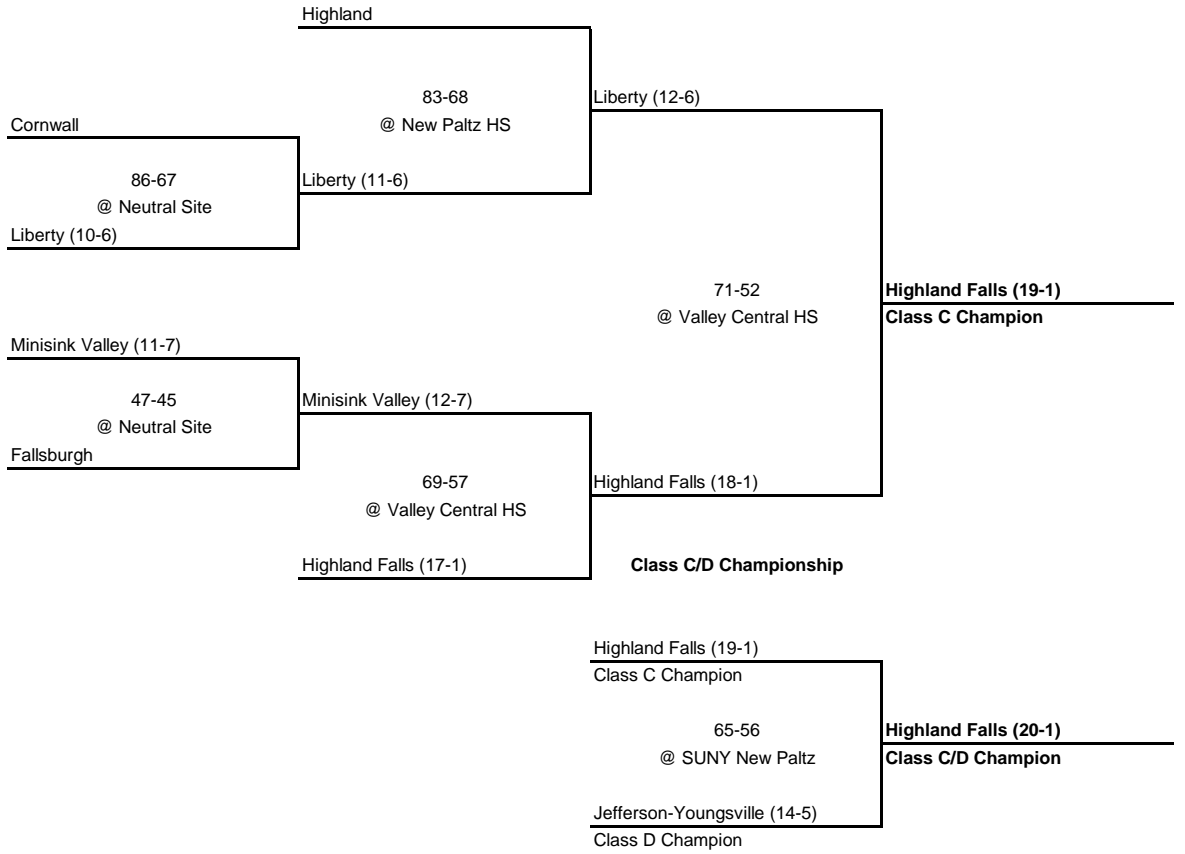 Highland
83-68
@ New Paltz HS
Liberty (12-6)
Cornwall
86-67
@ Neutral Site
Liberty (11-6)
Liberty (10-6)
71-52
@ Valley Central HS
Highland Falls (19-1)
Class C Champion
Minisink Valley (11-7)
47-45
@ Neutral Site
Minisink Valley (12-7)
Fallsburgh
69-57
@ Valley Central HS
Highland Falls (18-1)
Highland Falls (17-1)
Class C/D Championship
Highland Falls (19-1)
Class C Champion
65-56
@ SUNY New Paltz
Highland Falls (20-1)
Class C/D Champion
Jefferson-Youngsville (14-5)
Class D Champion